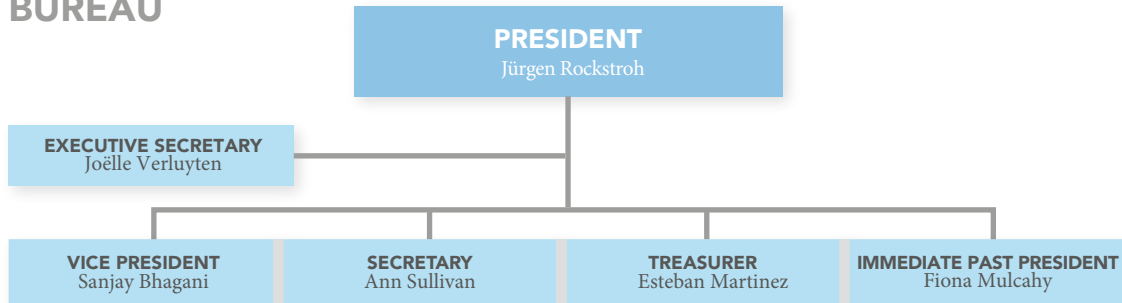 BUREAU
PRESIDENT
Jürgen Rockstroh
EXECUTIVE SECRETARY
Joëlle Verluyten
VICE PRESIDENT
Sanjay Bhagani
SECRETARY
Ann Sullivan
TREASURER
Esteban Martinez
IMMEDIATE PAST PRESIDENT
Fiona Mulcahy